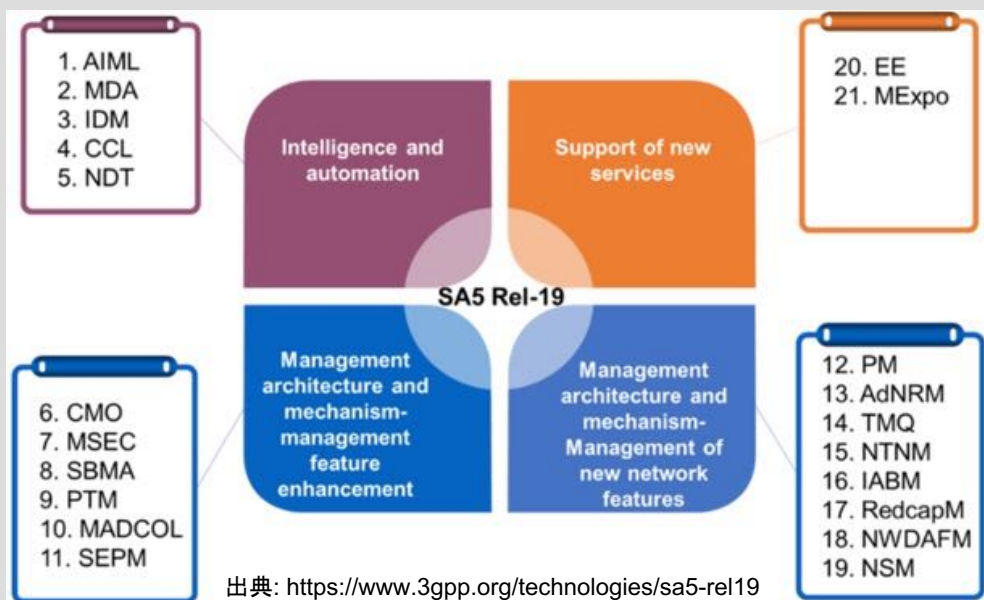 1. AIML
2. MDA
3. IDM
4. CCL
5. NDT
Intelligence and
automation
Support of new
services
20. EE
21. MExpo
SA5 Rel-19
6. CMO
7. MSEC
8. SBMA
9. PTM
10. MADCOL
11. SEPM
Management
architecture and
mechanism-
management
feature
enhancement
Management
architecture and
mechanism-
Management of
new network
features
12. PM
13. AdNRM
14. TMQ
15. NTNM
16. IABM
17. RedcapM
18. NWDAFM
19. NSM
出典: https://www.3gpp.org/technologies/sa5-rel19